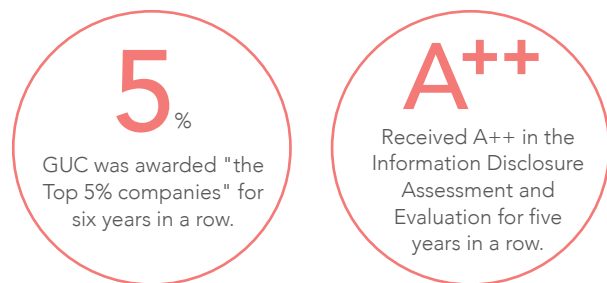 5%
GUC was awarded "the
Top 5% companies" for
six years in a row.
A++
Received A++ in the
Information Disclosure
Assessment and
Evaluation for five
years in a row.